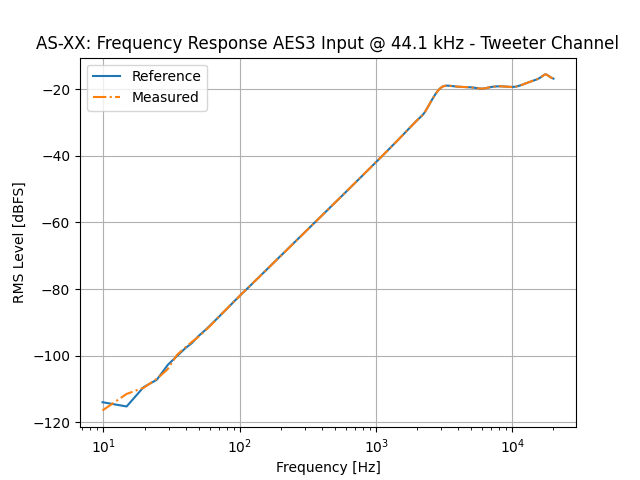 AS-XX: Frequency Response AES3 Input @ 44.1 kHz - Tweeter Channel
Reference
Measured
RMS Level [dBFS]
−20
−40
−60
−80
−100
−120
10¹ 10² 10³ 10⁴
Frequency [Hz]